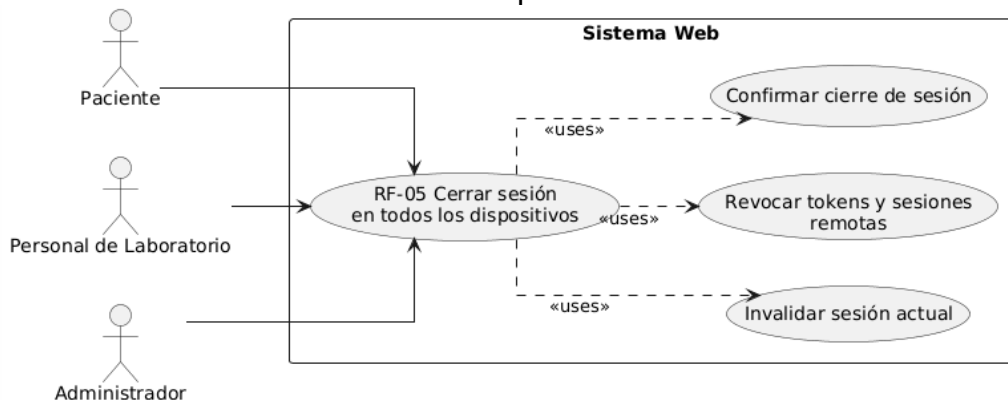 Sistema Web
Paciente
Confirmar cierre de sesión
«uses»
RF-05 Cerrar sesión
en todos los dispositivos
«uses»
Revocar tokens y sesiones
remotas
Personal de Laboratorio
«uses»
Invalidar sesión actual
Administrador